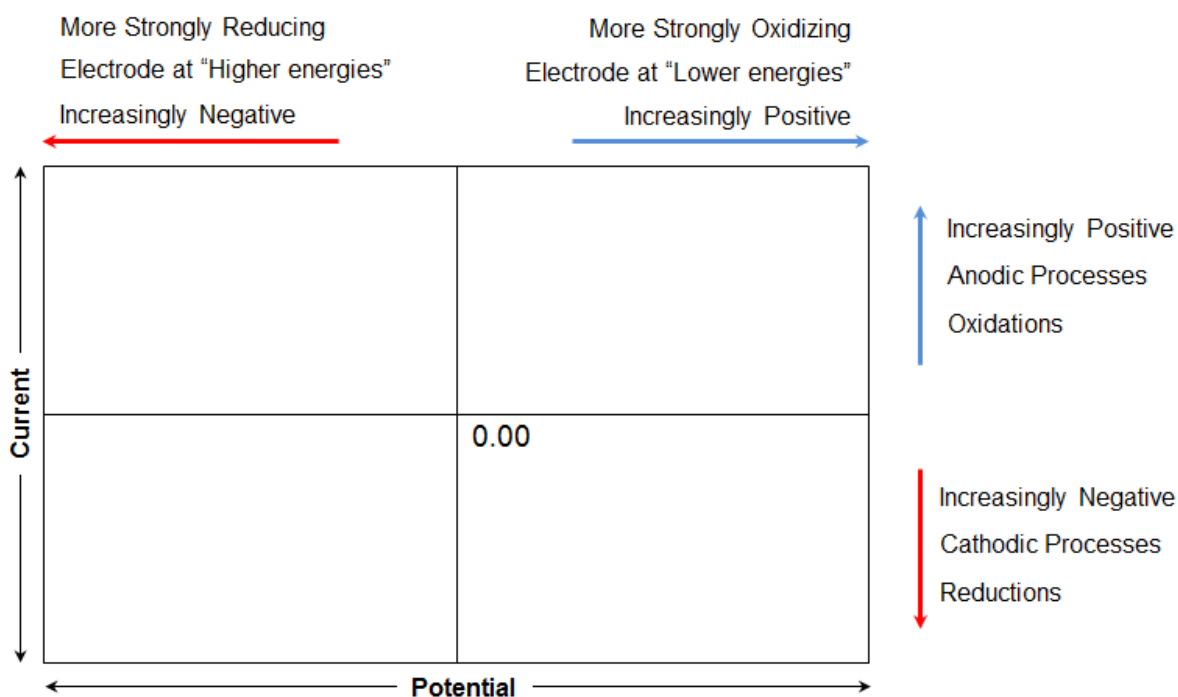 More Strongly Reducing
Electrode at “Higher energies”
Increasingly Negative
More Strongly Oxidizing
Electrode at “Lower energies”
Increasingly Positive
Current
0.00
Potential
Increasingly Positive
Anodic Processes
Oxidations
Increasingly Negative
Cathodic Processes
Reductions